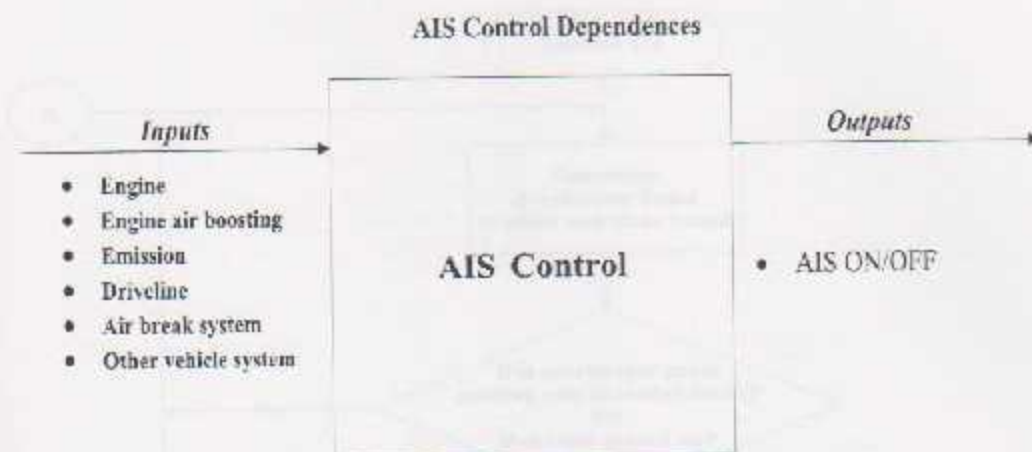 AIS Control Dependences
Inputs
Outputs
• Engine
• Engine air boosting
• Emission
• Driveline
• Air break system
• Other vehicle system
AIS Control
• AIS ON/OFF